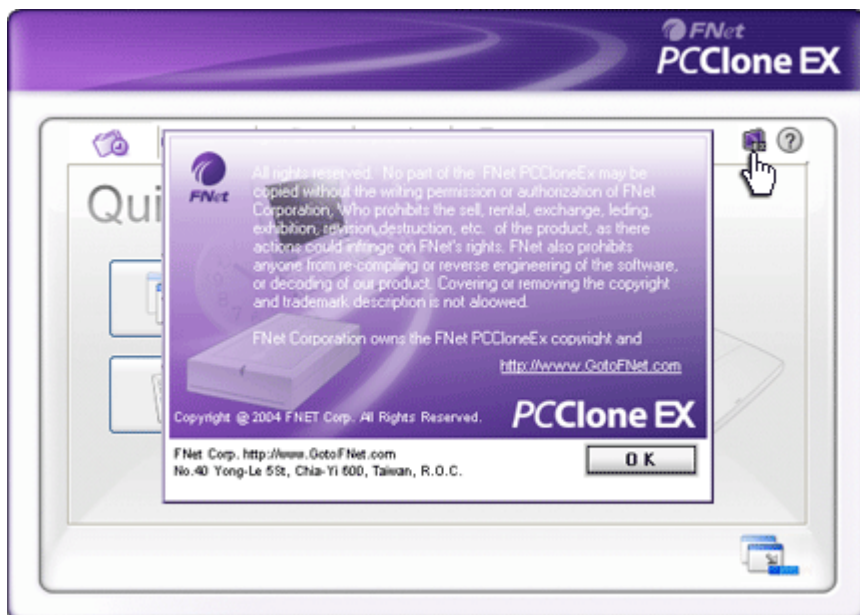 FNet
PCClone EX
Qui
FNet
All rights reserved. No part of the FNet PCCloneEx may be
copied without the writing permission or authorization of FNet
Corporation, Who prohibits the sell, rental, exchange, leding,
exhibition, revision,destruction, etc. of the product, as there
actions could infringe on FNet's rights. FNet also prohibits
anyone from re-compiling or reverse engineering of the software,
or decoding of our product. Covering or removing the copyright
and trademark description is not aloowed.
FNet Corporation owns the FNet PCCloneEx copyright and
http://www.GotoFNet.com
Copyright @ 2004 FNET Corp. All Rights Reserved.
PCClone EX
FNet Corp. http://www.GotoFNet.com
No.40 Yong-Le 5St, Chia-Yi 600, Taiwan, R.O.C.
OK